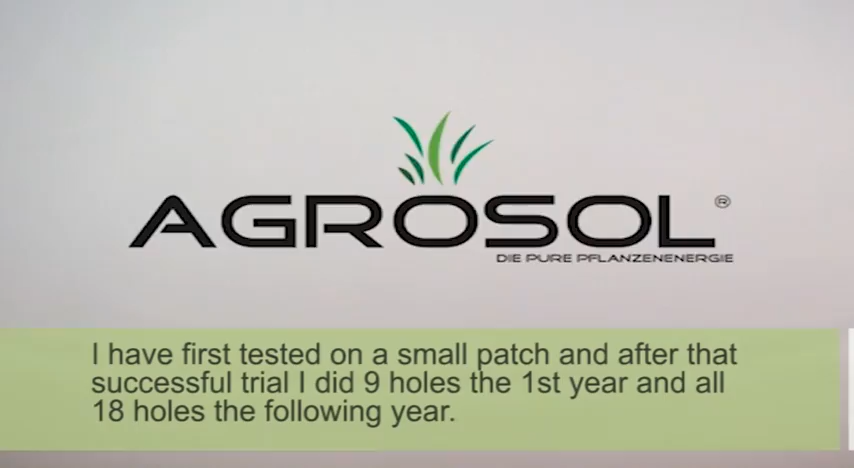 AGROSOL®
DIE PURE PFLANZENENERGIE
I have first tested on a small patch and after that
successful trial I did 9 holes the 1st year and all
18 holes the following year.